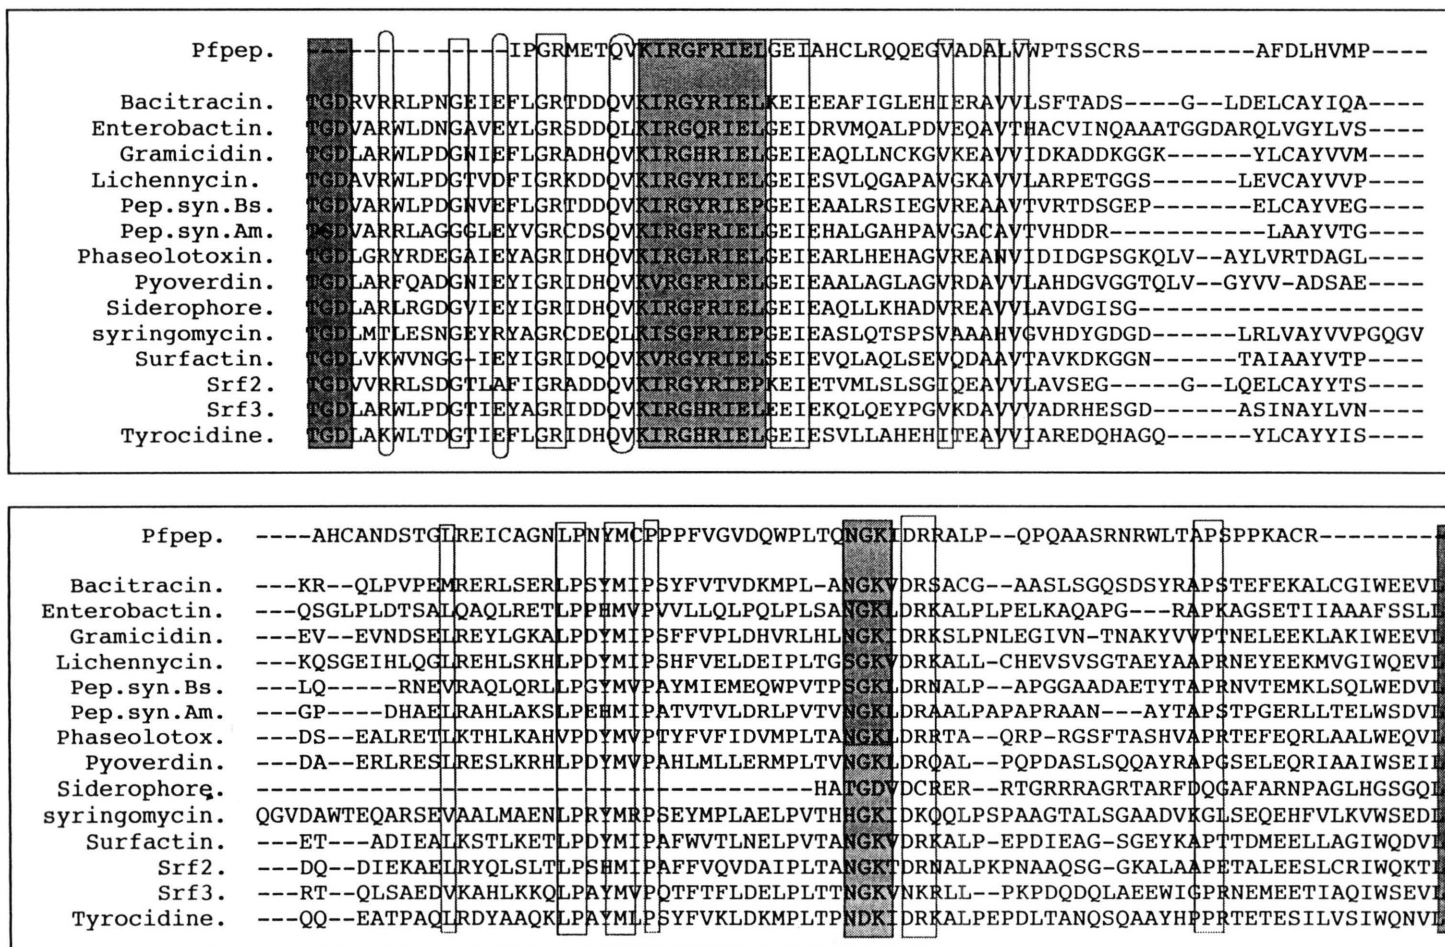 Pfpep. --------------IPGRMETQVKIRGFRIELGEIAHCLRQQEGVADALVWPTSSCRS--------AFDLHVMP----
Bacitracin. TGDRVRRLPNGEIEFLGRTDDQVKIRGYRIELKEIEEAFIGLEHIERAVVLSFTADS----G--LDELCAYIQA----
Enterobactin. TGDVARWLDNGAVEYLGRSDDQLKIRGQRIELGEIDRVMQALPDVEQAVTHACVINQAAATGGDARQLVGYLVS----
Gramicidin. TGDLARWLPDGNIEFLGRADHQVKIRGHRIELGEIEAQLLNCKGVKEAVVIDKADDKGGK------YLCAYVVM----
Lichennycin. TGDAVRWLPDGTVDFIGRKDDQVKIRGYRIELGEIESVLQGAPAVGKAVVLARPETGGS------LEVCAYVVP----
Pep.syn.Bs. TGDVARWLPDGNVEFLGRTDDQVKIRGYRIEPGEIEAALRSIEGVREAAVTVRTDSGEP------ELCAYVEG----
Pep.syn.Am. TSDVARRLAGGGLEYVGRCDSQVKIRGFRIELGEIEHALGAHPAVGACAVTVHDDR---------LAAYVTG----
Phaseolotoxin. TGDLGRYRDEGAIEYAGRIDHQVKIRGLRIELGEIEARLHEHAGVREANVIDIDGPSGKQLV--AYLVRTDAGL----
Pyoverdin. TGDLARFQADGNIEYIGRIDHQVKVRGFRIELGEIEAALAGLAGVRDAVVLAHDGVGGTQLV--GYVV-ADSAE----
Siderophore. TGDLARLRGDGVIEYIGRIDHQVKIRGFRIELGEIEAQLLKHADVREAVVLAVDGISG--------------------
syringomycin. TGDLMTLESNGEYRYAGRCDEQLKISGFRIEPGEIEASLQTSPSVAAAHVGVHDYGDGD------LRLVAYVVPGQGV
Surfactin. TGDLVKWVNGG-IEYIGRIDQQVKVRGYRIELSEIEVQLAQLSEVQDAAVTAVKDKGGN------TAIAAYVTP----
Srf2. TGDVVRRLSDGTLAFIGRADDQVKIRGYRIEPKEIETVMLSLSGIQEAVVLAVSEG------G--LQELCAYYTS----
Srf3. TGDLARWLPDGTIEYAGRIDDQVKIRGHRIELEEIEKQLQEYPGVKDAVVVADRHESGD------ASINAYLVN----
Tyrocidine. TGDLAKWLTDGTIEFLGRIDHQVKIRGHRIELGEIESVLLAHEHITEAVVIAREDQHAGQ------YLCAYYIS----
Pfpep. ----AHCANDSTGLREICAGNLPNYMCPPPFVGVDQWPLTQNGKIDRRALP--QPQAASRNRWLTAPSPPKACR---------
Bacitracin. ---KR--QLPVPEMRERLSERLPSYMIPSYFVTVDKMPL-ANGKVDRSACG--AASLSGQSDSYRAPSTEFEKALCGIWEEVL
Enterobactin. ---QSGLPLDTSALQAQLRETLPPHMVPVVLLQLPQLPLSANGKLDRKALPLPELKAQAPG---RAPKAGSETIIAAAFSSLL
Gramicidin. ---EV--EVNDSELREYLGKALPDYMIPSFFVPLDHVRLHLNGKIDRKSLPNLEGIVN-TNAKYVVPTNELEEKLAKIWEEVL
Lichennycin. ---KQSGEIHLQGLREHLSKHLPDYMIPSHFVELDEIPLTGSGKVDRKALL-CHEVSVSGTAEYAAPRNEYEEKMVGIWQEVL
Pep.syn.Bs. ---LQ-----RNEVRAQLQRLLPGYMVPAYMIEMEQWPVTPSGKLDRNALP--APGGAADAETYTAPRNVTEMKLSQLWEDVL
Pep.syn.Am. ---GP----DHAELRAHLAKSLPEHMIPATVTVLDRLPVTVNGKLDRAALPAPAPRAAN---AYTAPSTPGERLLTELWSDVL
Phaseolotox. ---DS--EALRETLKTHLKAHVPDYMVPTYFVFIDVMPLTANGKLDRRTA--QRP-RGSFTASHVAPRTEFEQRLAALWEQVL
Pyoverdin. ---DA--ERLRESLRESLKRHLPDYMVPAHLMLLERMPLTVNGKLDRQAL--PQPDASLSQQAYRAPGSELEQRIAAIWSEIL
Siderophore. -----------------------------------------HATGDVDCRER--RTGRRRAGRTARFDQGAFARNPAGLHGSGQL
syringomycin. QGVDAWTEQARSEVAALMAENLPRYMRPSEYMPLAELPVTHHGKIDKQQLPSPAAGTALSGAADVKGLSEQEHFVLKVWSEDL
Surfactin. ---ET---ADIEALKSTLKETLPDYMIPAFWVTLNELPVTANGKVDRKALP-EPDIEAG-SGEYKAPTTDMEELLAGIWQDVL
Srf2. ---DQ--DIEKAELRYQLSLTLPSHMIPAFFVQVDAIPLTANGKTDRNALPKPNAAQSG-GKALAAPETALEESLCRIWQKTL
Srf3. ---RT--QLSAEDVKAHLKKQLPAYMVPQTFTFLDELPLTTNGKVNKRLL--PKPDQDQLAEEWIGPRNEMEETIAQIWSEVL
Tyrocidine. ---QQ--EATPAQLRDYAAQKLPAYMLPSYFVKLDKMPLTPNDKIDRKALPEPDLTANQSQAAYHPPRTETESILVSIWQNVL